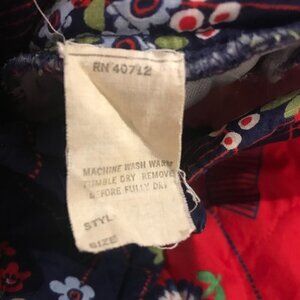 RN 40712
MACHINE WASH WARM
TUMBLE DRY REMOVE
BEFORE FULLY DRY
STYL
SIZE